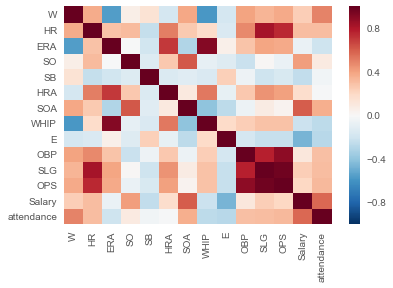 W
HR
ERA
SO
SB
HRA
SOA
WHIP
E
OBP
SLG
OPS
Salary
attendance
W
HR
ERA
SO
SB
HRA
SOA
WHIP
E
OBP
SLG
OPS
Salary
attendance
0.8
0.4
0.0
−0.4
−0.8